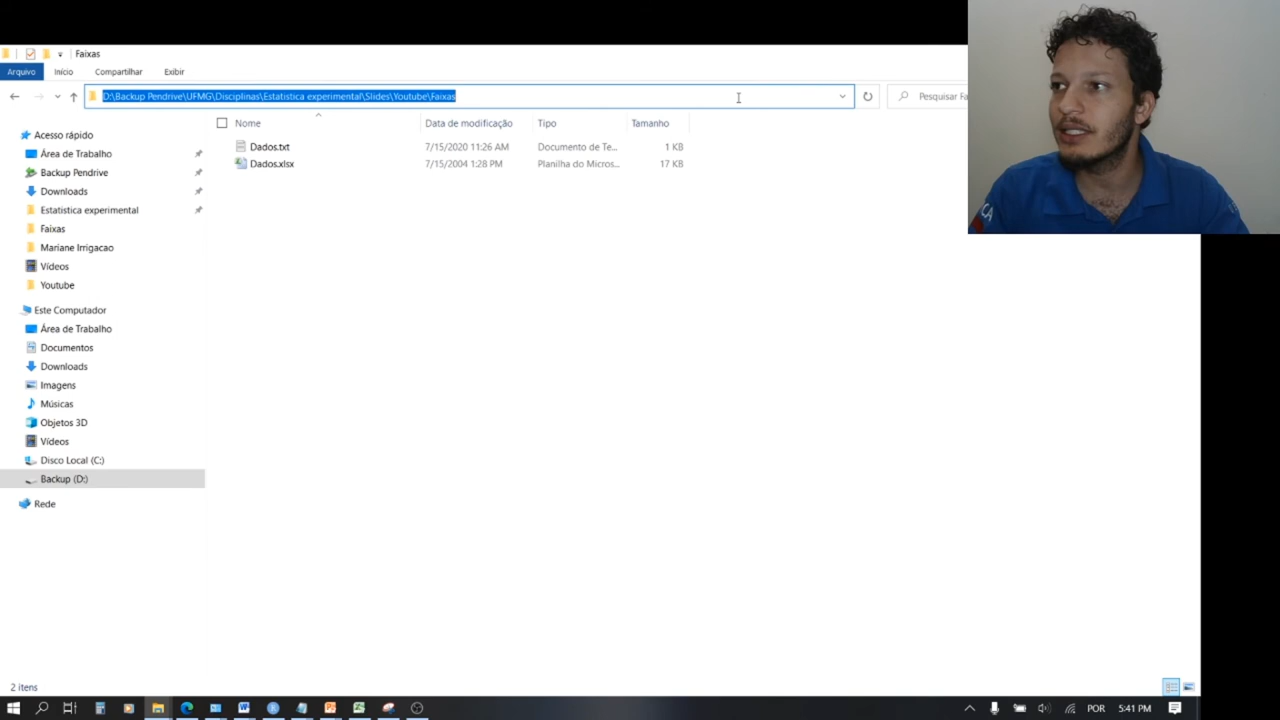 Faixas
Arquivo Início Compartilhar Exibir
D:\Backup Pendrive\UFMG\Disciplinas\Estatistica experimental\Slides\Youtube\Faixas
Pesquisar Fa
Nome Data de modificação Tipo Tamanho
Dados.txt 7/15/2020 11:26 AM Documento de Te... 1 KB
Dados.xlsx 7/15/2004 1:28 PM Planilha do Micros... 17 KB
Acesso rápido
Área de Trabalho
Backup Pendrive
Downloads
Estatistica experimental
Faixas
Mariane Irrigacao
Vídeos
Youtube
Este Computador
Área de Trabalho
Documentos
Downloads
Imagens
Músicas
Objetos 3D
Vídeos
Disco Local (C:)
Backup (D:)
Rede
2 itens
POR 5:41 PM